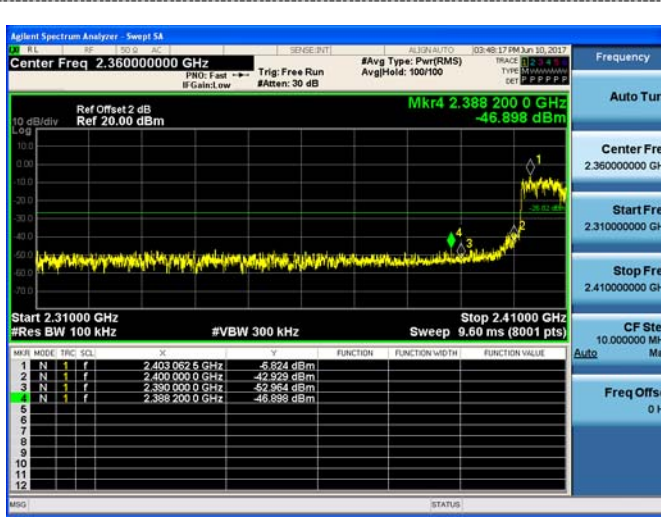 Agilent Spectrum Analyzer - Swept SA
RL RF 50 Ω AC SENSE:INT ALIGNAUTO 03:48:17 PM Jun 10, 2017
Center Freq 2.360000000 GHz #Avg Type: Pwr(RMS) TRACE 1 2 3 4 5 6
PNO: Fast Trig: Free Run Avg|Hold: 100/100 TYPE M
IFGain:Low #Atten: 30 dB DET P P P P P P
Frequency
Auto Tun
Center Fre
2.360000000 GH
Start Fre
2.310000000 GH
Stop Fre
2.410000000 GH
CF Ste
10.000000 MH
Auto Ma
Freq Offse
0 H
Mkr4 2.388 200 0 GHz
-46.898 dBm
Ref Offset 2 dB
10 dB/div Ref 20.00 dBm
Log
10.0
0.00
-10.0
-20.0
-30.0
-40.0
-50.0
-60.0
-70.0
1
2
3
4
Start 2.31000 GHz Stop 2.41000 GHz
#Res BW 100 kHz #VBW 300 kHz Sweep 9.60 ms (8001 pts)
MKR MODE TRC SCL X Y FUNCTION FUNCTION WIDTH FUNCTION VALUE
1 N 1 f 2.403 062 5 GHz -6.824 dBm
2 N 1 f 2.400 000 0 GHz -42.929 dBm
3 N 1 f 2.390 000 0 GHz -52.964 dBm
4 N 1 f 2.388 200 0 GHz -46.898 dBm
5
6
7
8
9
10
11
12
MSG STATUS